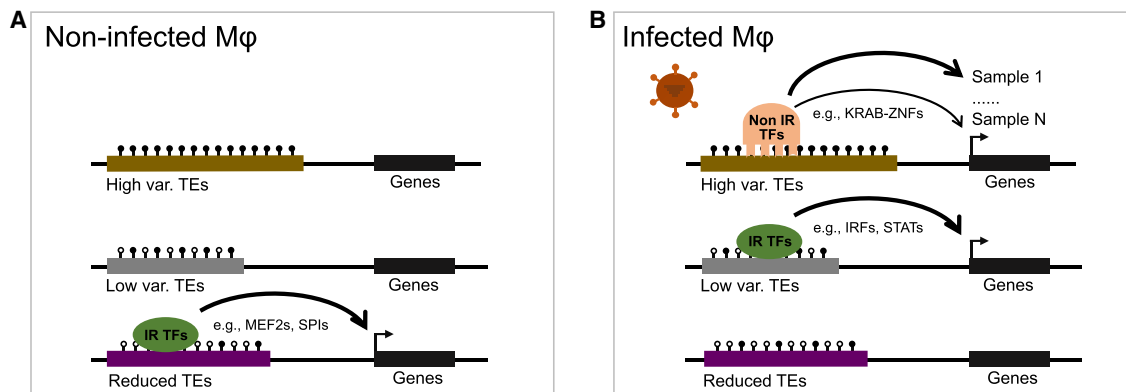 A
Non-infected Mφ
High var. TEs
Genes
Low var. TEs
Genes
IR TFs
e.g., MEF2s, SPIs
Reduced TEs
Genes
B
Infected Mφ
Sample 1
......
Sample N
Non IR
TFs
e.g., KRAB-ZNFs
High var. TEs
Genes
IR TFs
e.g., IRFs, STATs
Low var. TEs
Genes
Reduced TEs
Genes